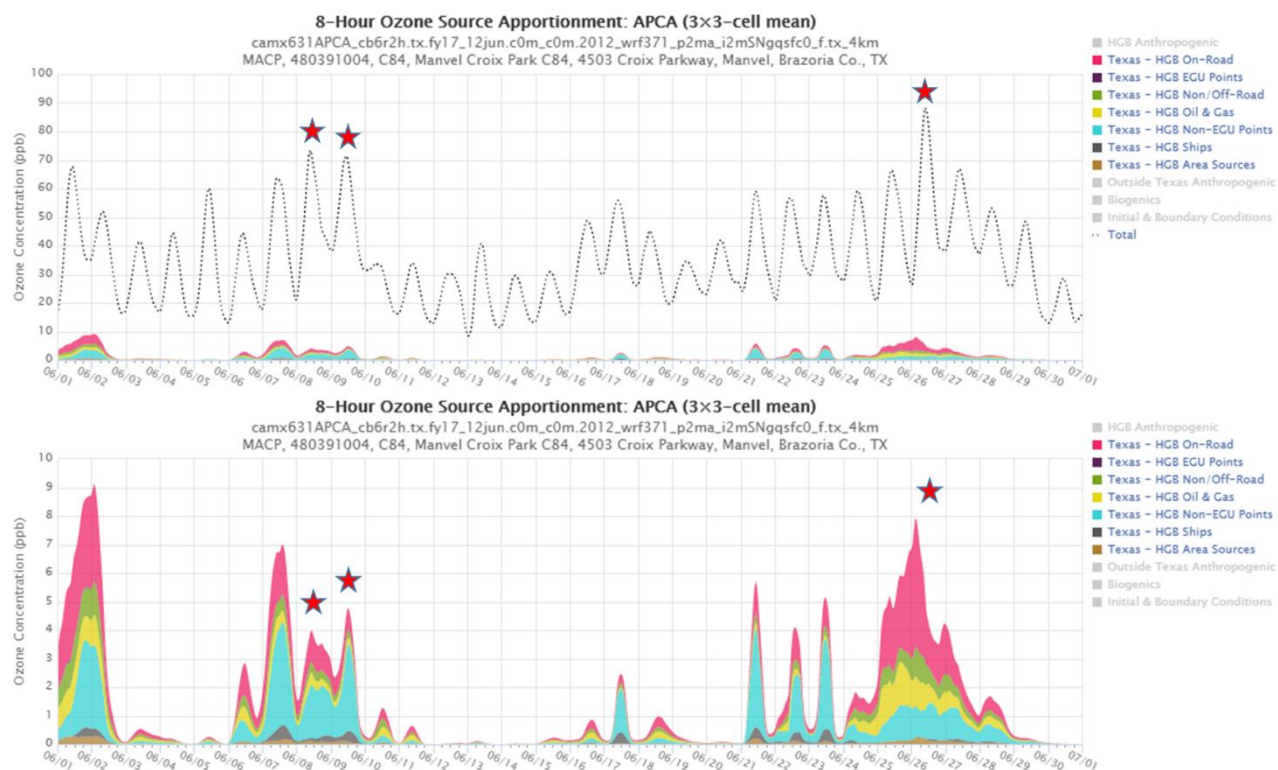 8-Hour Ozone Source Apportionment: APCA (3×3-cell mean)
camx631APCA_cb6r2h.tx.fy17_12jun.c0m_c0m.2012_wrf371_p2ma_i2mSNgqsfc0_f.tx_4km
MACP, 480391004, C84, Manvel Croix Park C84, 4503 Croix Parkway, Manvel, Brazoria Co., TX
Ozone Concentration (ppb)
100
90
80
70
60
50
40
30
20
10
0
06/01 06/02 06/03 06/04 06/05 06/06 06/07 06/08 06/09 06/10 06/11 06/12 06/13 06/14 06/15 06/16 06/17 06/18 06/19 06/20 06/21 06/22 06/23 06/24 06/25 06/26 06/27 06/28 06/29 06/30 07/01
HGB Anthropogenic
Texas - HGB On-Road
Texas - HGB EGU Points
Texas - HGB Non/Off-Road
Texas - HGB Oil & Gas
Texas - HGB Non-EGU Points
Texas - HGB Ships
Texas - HGB Area Sources
Outside Texas Anthropogenic
Biogenics
Initial & Boundary Conditions
Total
8-Hour Ozone Source Apportionment: APCA (3×3-cell mean)
camx631APCA_cb6r2h.tx.fy17_12jun.c0m_c0m.2012_wrf371_p2ma_i2mSNgqsfc0_f.tx_4km
MACP, 480391004, C84, Manvel Croix Park C84, 4503 Croix Parkway, Manvel, Brazoria Co., TX
Ozone Concentration (ppb)
10
9
8
7
6
5
4
3
2
1
0
06/01 06/02 06/03 06/04 06/05 06/06 06/07 06/08 06/09 06/10 06/11 06/12 06/13 06/14 06/15 06/16 06/17 06/18 06/19 06/20 06/21 06/22 06/23 06/24 06/25 06/26 06/27 06/28 06/29 06/30 07/01
HGB Anthropogenic
Texas - HGB On-Road
Texas - HGB EGU Points
Texas - HGB Non/Off-Road
Texas - HGB Oil & Gas
Texas - HGB Non-EGU Points
Texas - HGB Ships
Texas - HGB Area Sources
Outside Texas Anthropogenic
Biogenics
Initial & Boundary Conditions